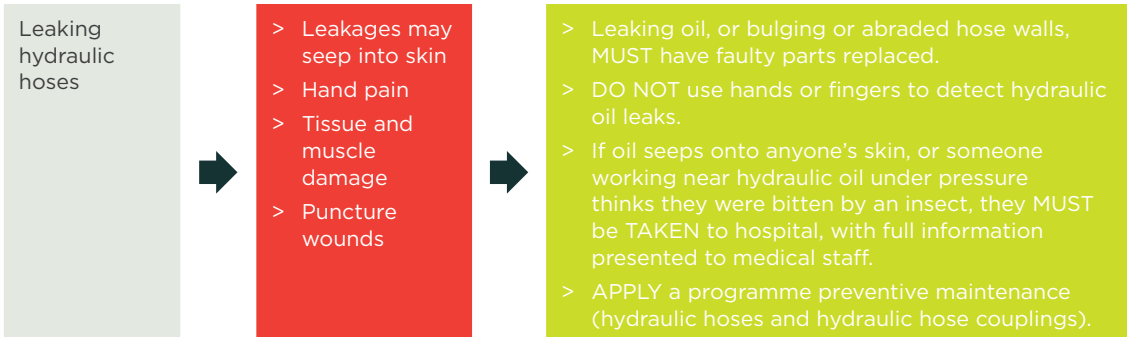 Leaking
hydraulic
hoses
> Leakages may
seep into skin
> Hand pain
> Tissue and
muscle
damage
> Puncture
wounds
> Leaking oil, or bulging or abraded hose walls,
MUST have faulty parts replaced.
> DO NOT use hands or fingers to detect hydraulic
oil leaks.
> If oil seeps onto anyone’s skin, or someone
working near hydraulic oil under pressure
thinks they were bitten by an insect, they MUST
be TAKEN to hospital, with full information
presented to medical staff.
> APPLY a programme preventive maintenance
(hydraulic hoses and hydraulic hose couplings).